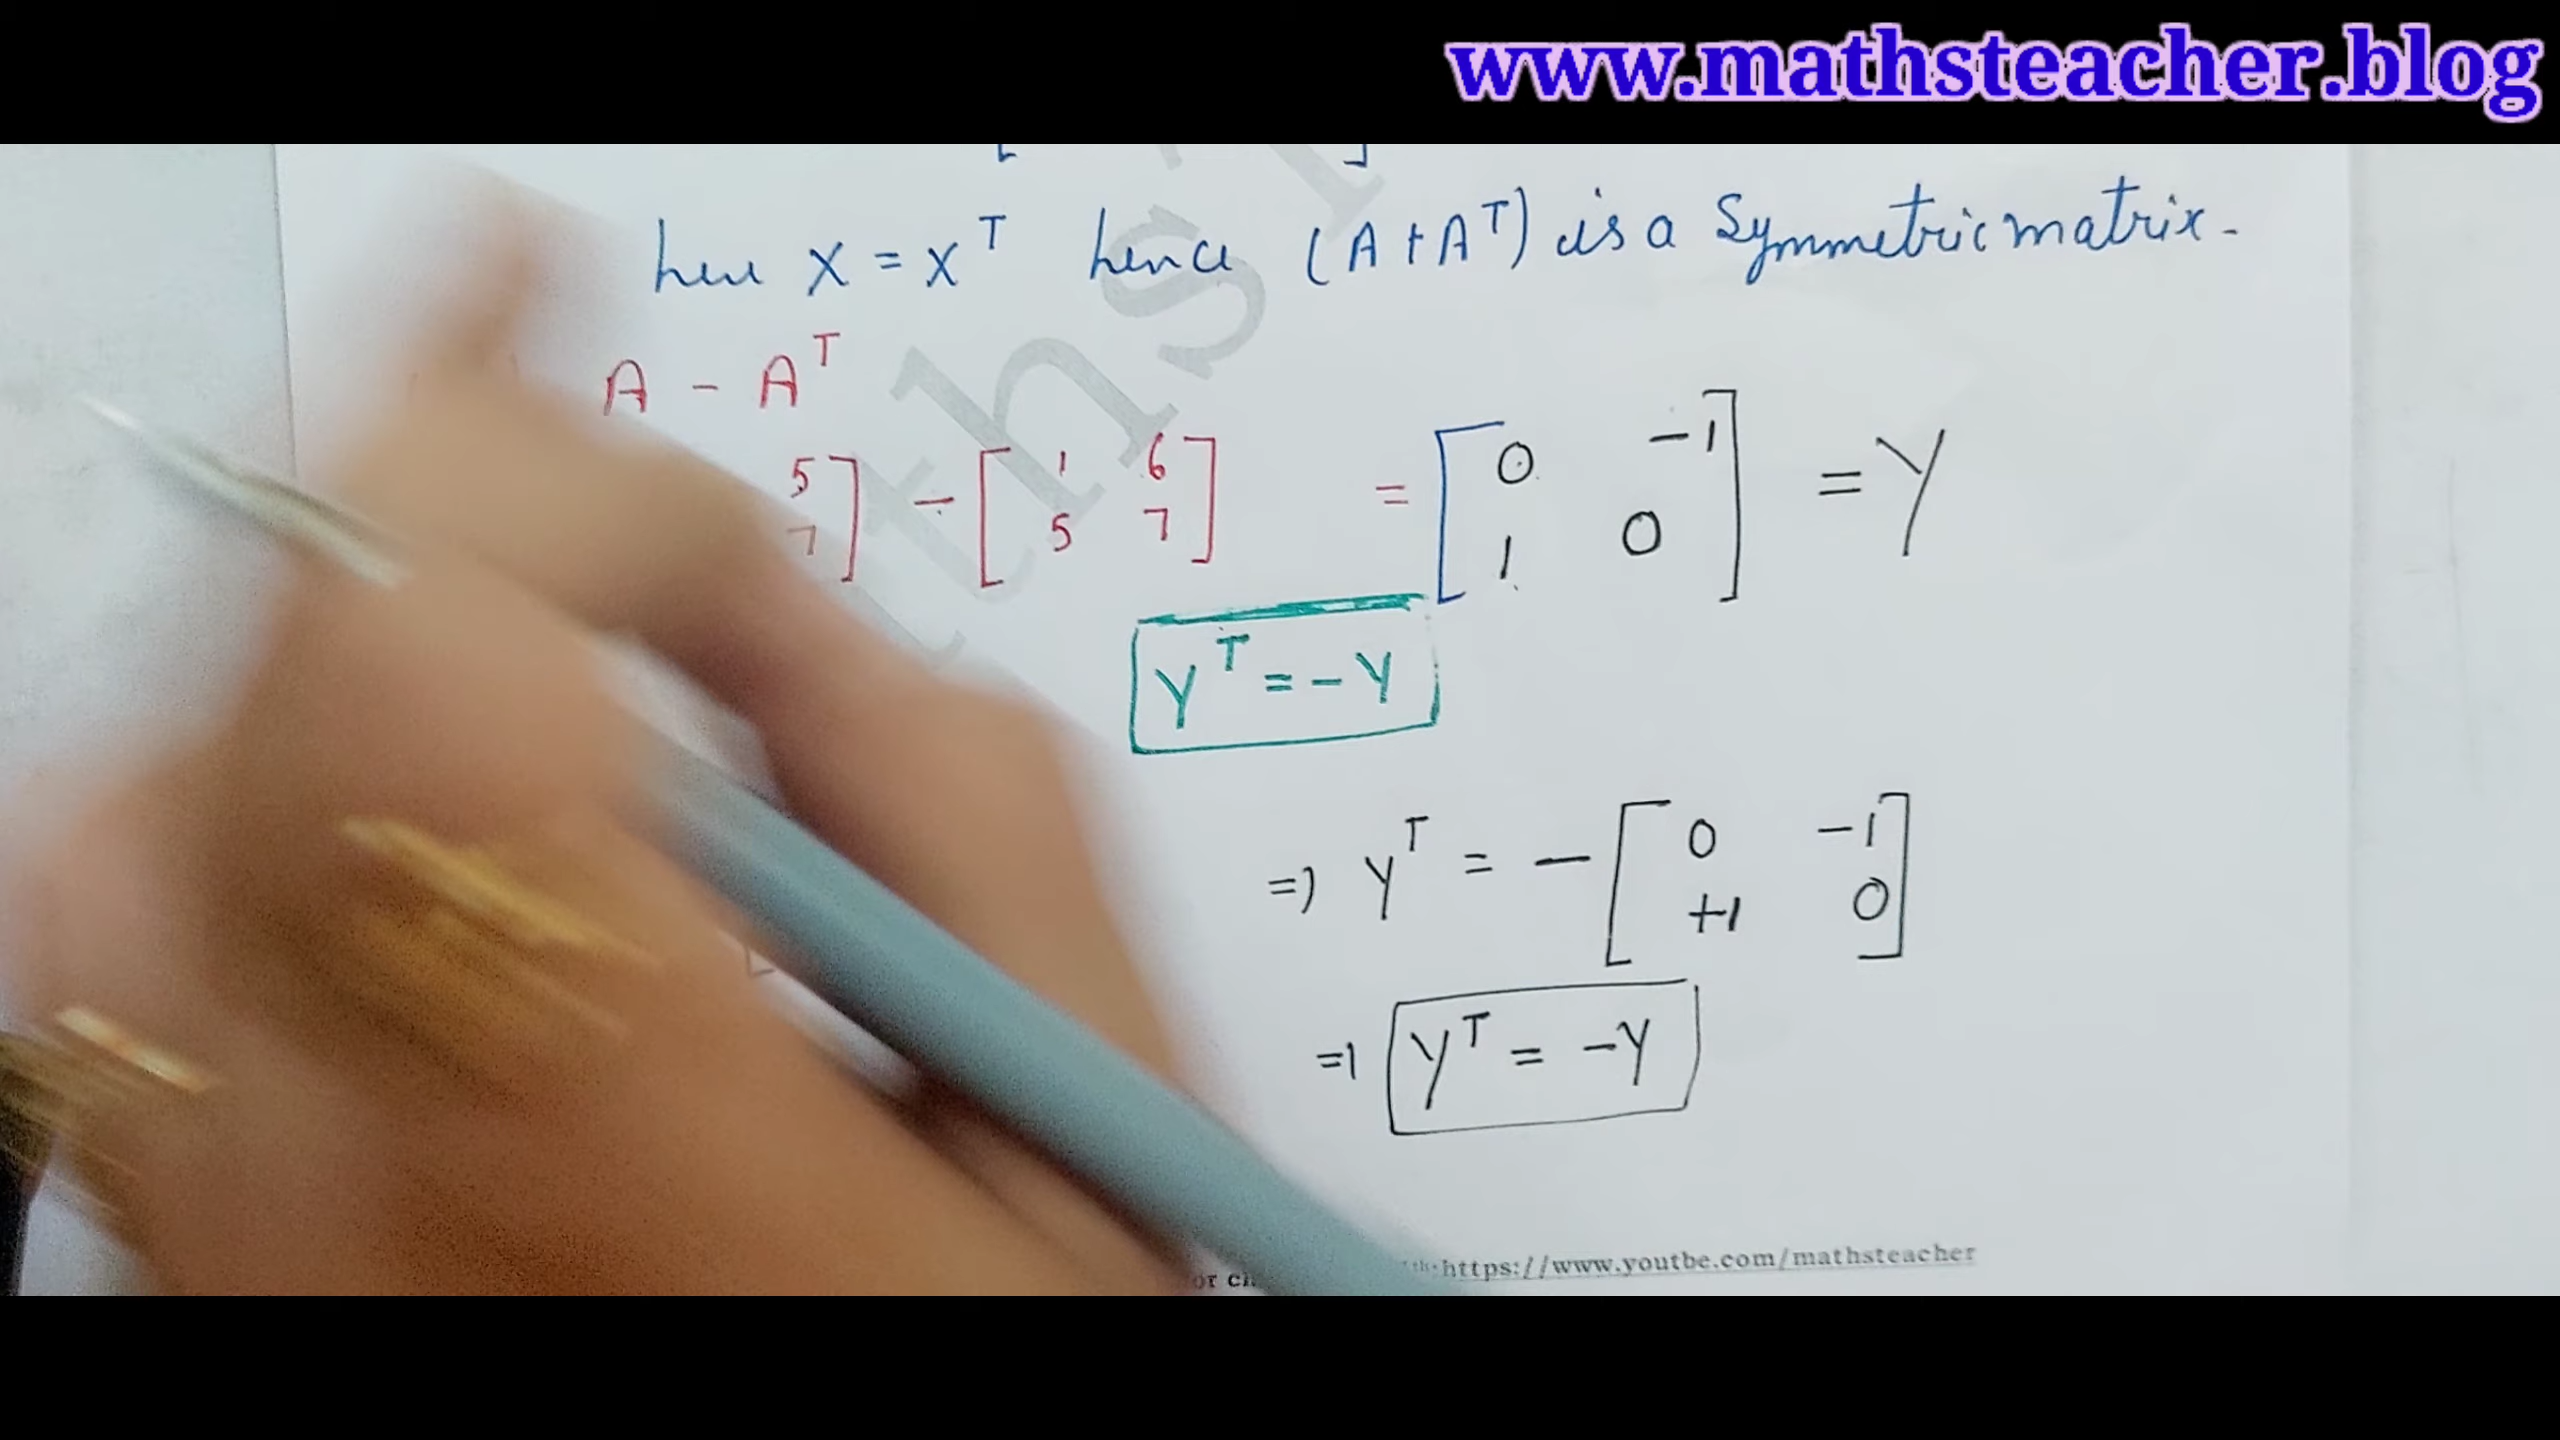 www.mathsteacher.blog
here X = X^T hence (A+A^T) is a Symmetric matrix.
A - A^T
5 ] - [ 1 6 ] = [ 0 -1 ] = Y
7 ] [ 5 7 ] [ 1 0 ]
Y^T = -Y
=) Y^T = - [ 0 -1 ]
[ +1 0 ]
=) Y^T = -Y
https://www.youtbe.com/mathsteacher